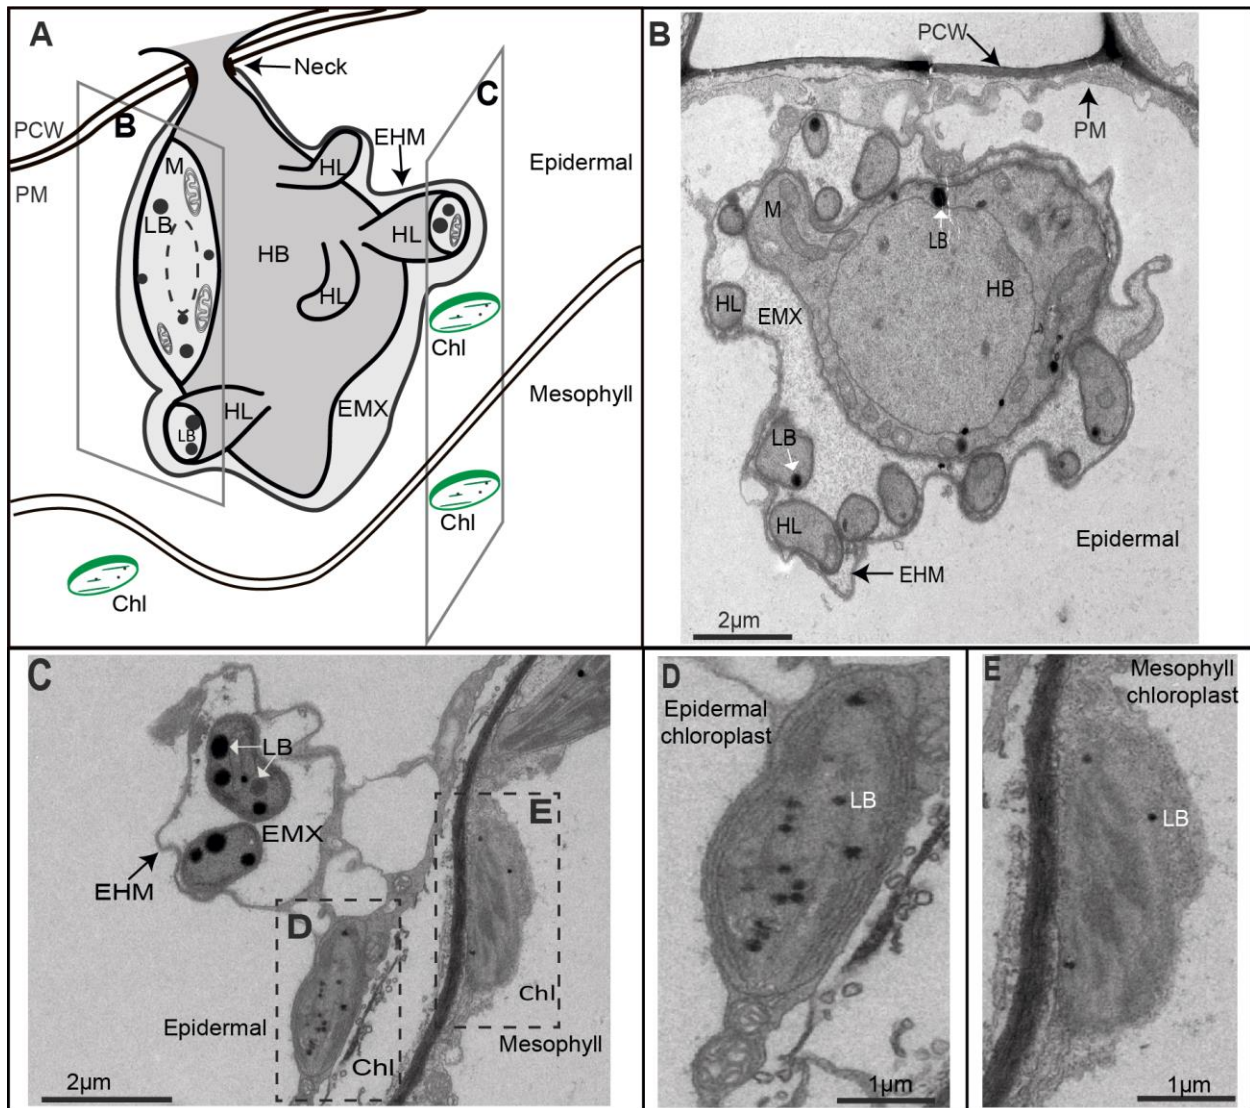 A
Neck
C
PCW
B
EHM
Epidermal
PM
M
HL
LB
HL
HB
HL
Chl
Mesophyll
HL
EMX
LB
Chl
Chl
B
PCW
PM
M
LB
HB
HL
EMX
LB
HL
Epidermal
EHM
2µm
C
LB
E
EMX
EHM
D
Chl
Epidermal
Mesophyll
Chl
2µm
D
Epidermal
chloroplast
LB
1µm
E
Mesophyll
chloroplast
LB
1µm